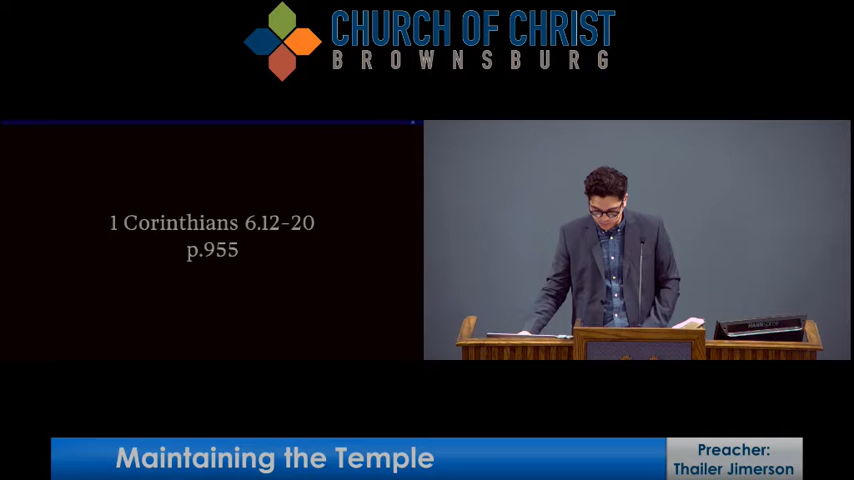 CHURCH OF CHRIST
BROWNSBURG
1 Corinthians 6.12-20
p.955
Maintaining the Temple
Preacher:
Thailer Jimerson